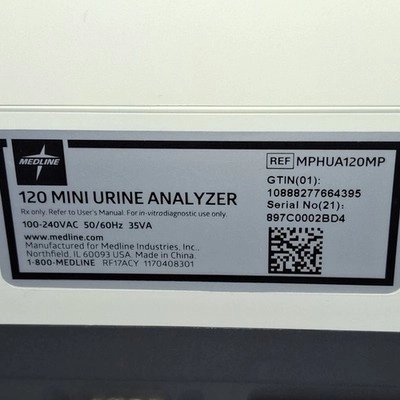 MEDLINE
120 MINI URINE ANALYZER
Rx only. Refer to User's Manual. For in-vitrodiagnostic use only.
100-240VAC 50/60Hz 35VA
www.medline.com
Manufactured for Medline Industries, Inc.,
Northfield, IL 60093 USA. Made in China.
1-800-MEDLINE RF17ACY 1170408301
REF MPHUA120MP
GTIN(01):
10888277664395
Serial No(21):
897C0002BD4